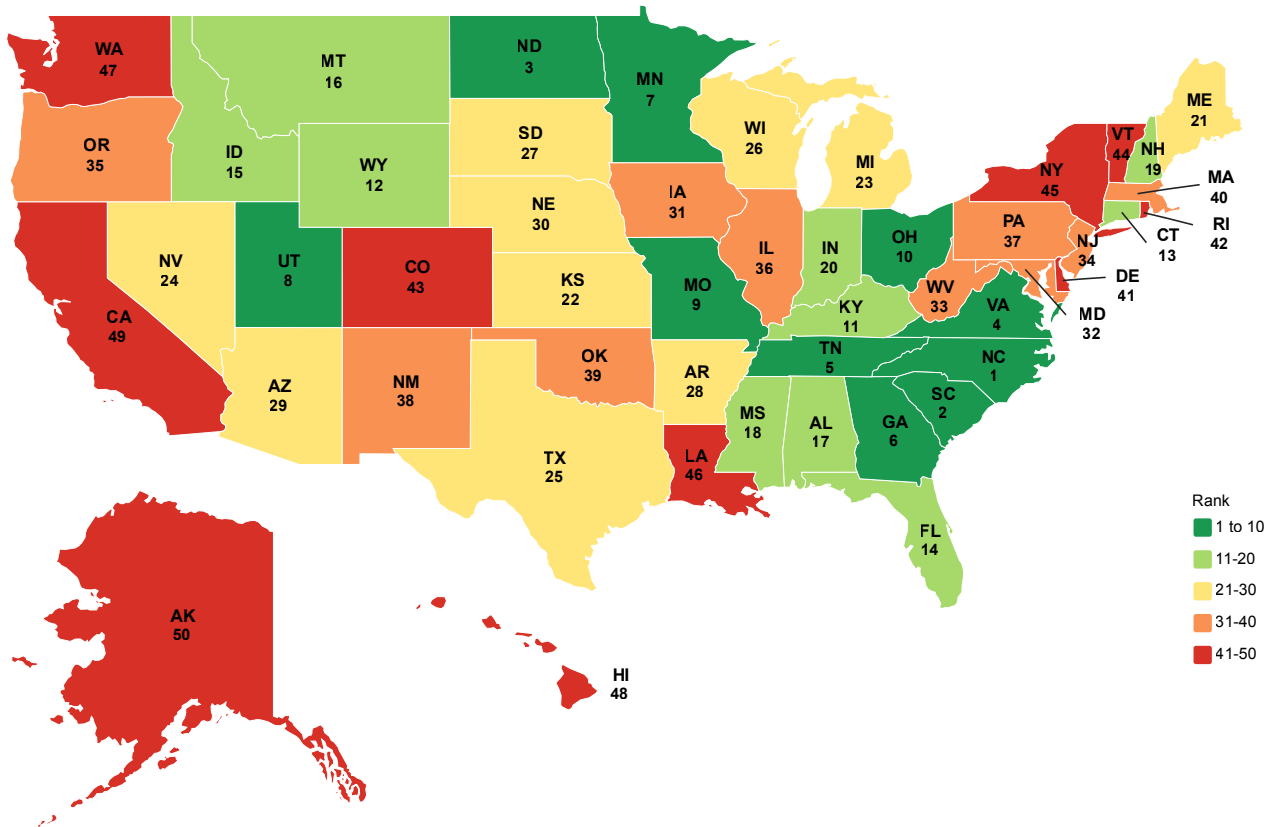 WA
47
MT
16
ND
3
MN
7
OR
35
ID
15
WY
12
SD
27
WI
26
MI
23
ME
21
VT
44
NH
19
NY
45
MA
40
RI
42
CT
13
NE
30
IA
31
NV
24
UT
8
CO
43
KS
22
MO
9
IL
36
IN
20
OH
10
PA
37
NJ
34
DE
41
MD
32
WV
33
VA
4
KY
11
CA
49
AZ
29
NM
38
OK
39
AR
28
TN
5
NC
1
SC
2
MS
18
AL
17
GA
6
TX
25
LA
46
FL
14
AK
50
HI
48
Rank
1 to 10
11-20
21-30
31-40
41-50